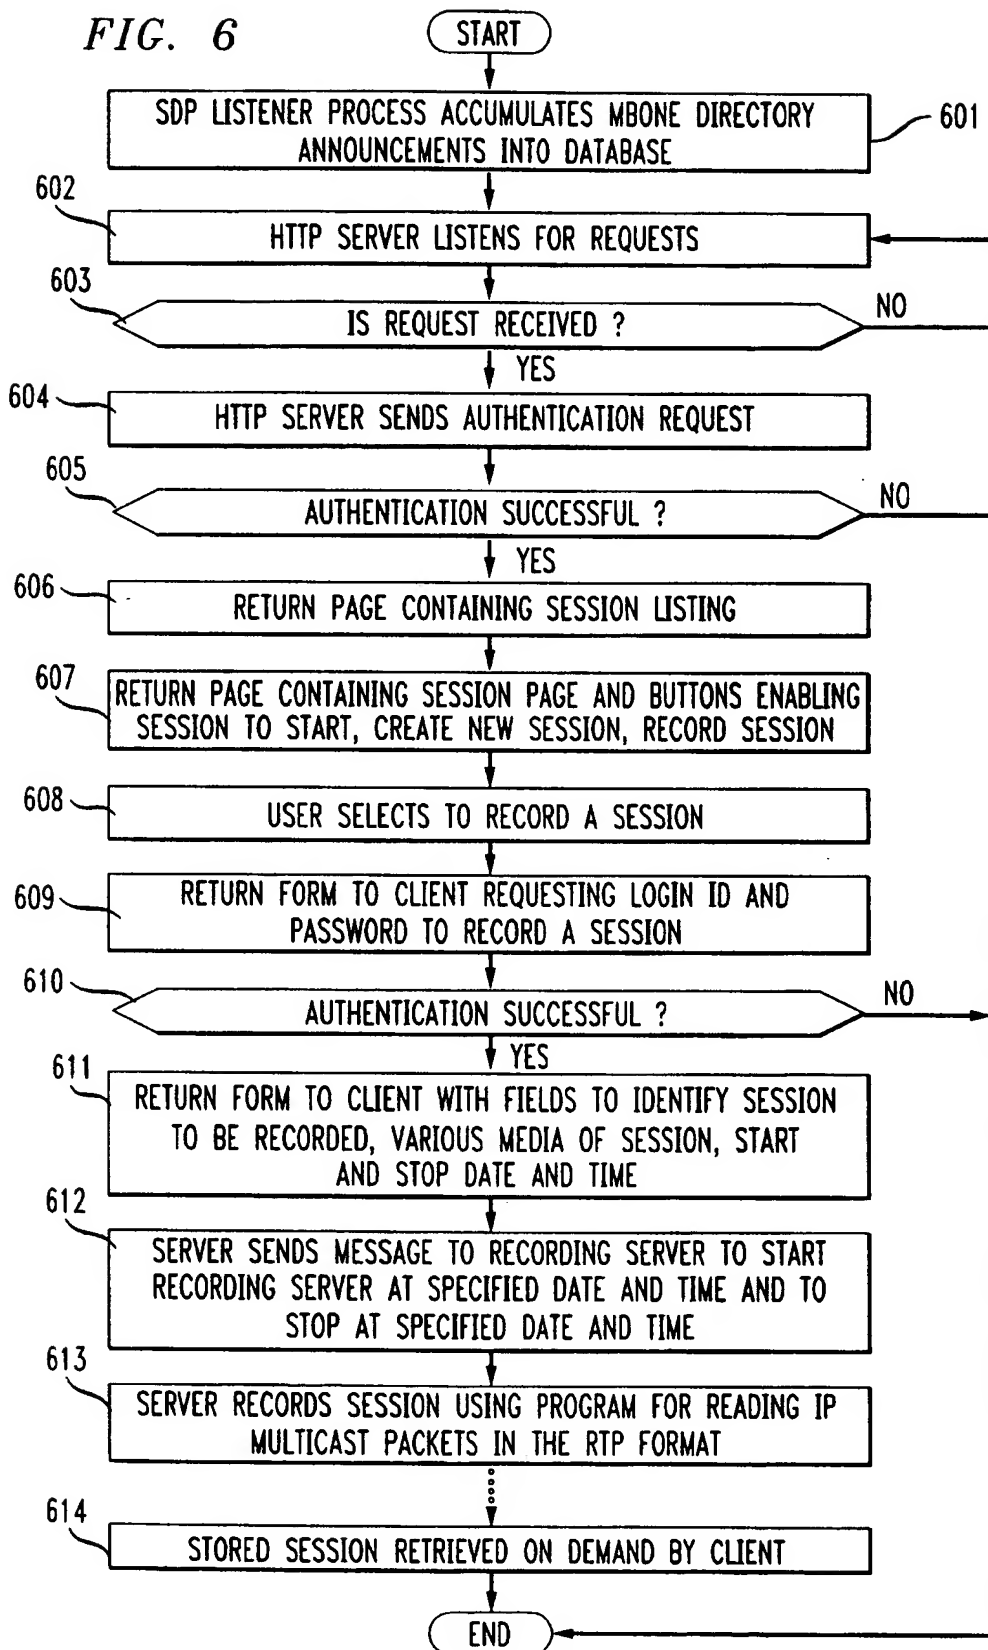 FIG. 6
START
SDP LISTENER PROCESS ACCUMULATES MBONE DIRECTORY
ANNOUNCEMENTS INTO DATABASE
601
602
HTTP SERVER LISTENS FOR REQUESTS
603
IS REQUEST RECEIVED ?
NO
YES
604
HTTP SERVER SENDS AUTHENTICATION REQUEST
605
AUTHENTICATION SUCCESSFUL ?
NO
YES
606
RETURN PAGE CONTAINING SESSION LISTING
607
RETURN PAGE CONTAINING SESSION PAGE AND BUTTONS ENABLING
SESSION TO START, CREATE NEW SESSION, RECORD SESSION
608
USER SELECTS TO RECORD A SESSION
609
RETURN FORM TO CLIENT REQUESTING LOGIN ID AND
PASSWORD TO RECORD A SESSION
610
AUTHENTICATION SUCCESSFUL ?
NO
YES
611
RETURN FORM TO CLIENT WITH FIELDS TO IDENTIFY SESSION
TO BE RECORDED, VARIOUS MEDIA OF SESSION, START
AND STOP DATE AND TIME
612
SERVER SENDS MESSAGE TO RECORDING SERVER TO START
RECORDING SERVER AT SPECIFIED DATE AND TIME AND TO
STOP AT SPECIFIED DATE AND TIME
613
SERVER RECORDS SESSION USING PROGRAM FOR READING IP
MULTICAST PACKETS IN THE RTP FORMAT
614
STORED SESSION RETRIEVED ON DEMAND BY CLIENT
END